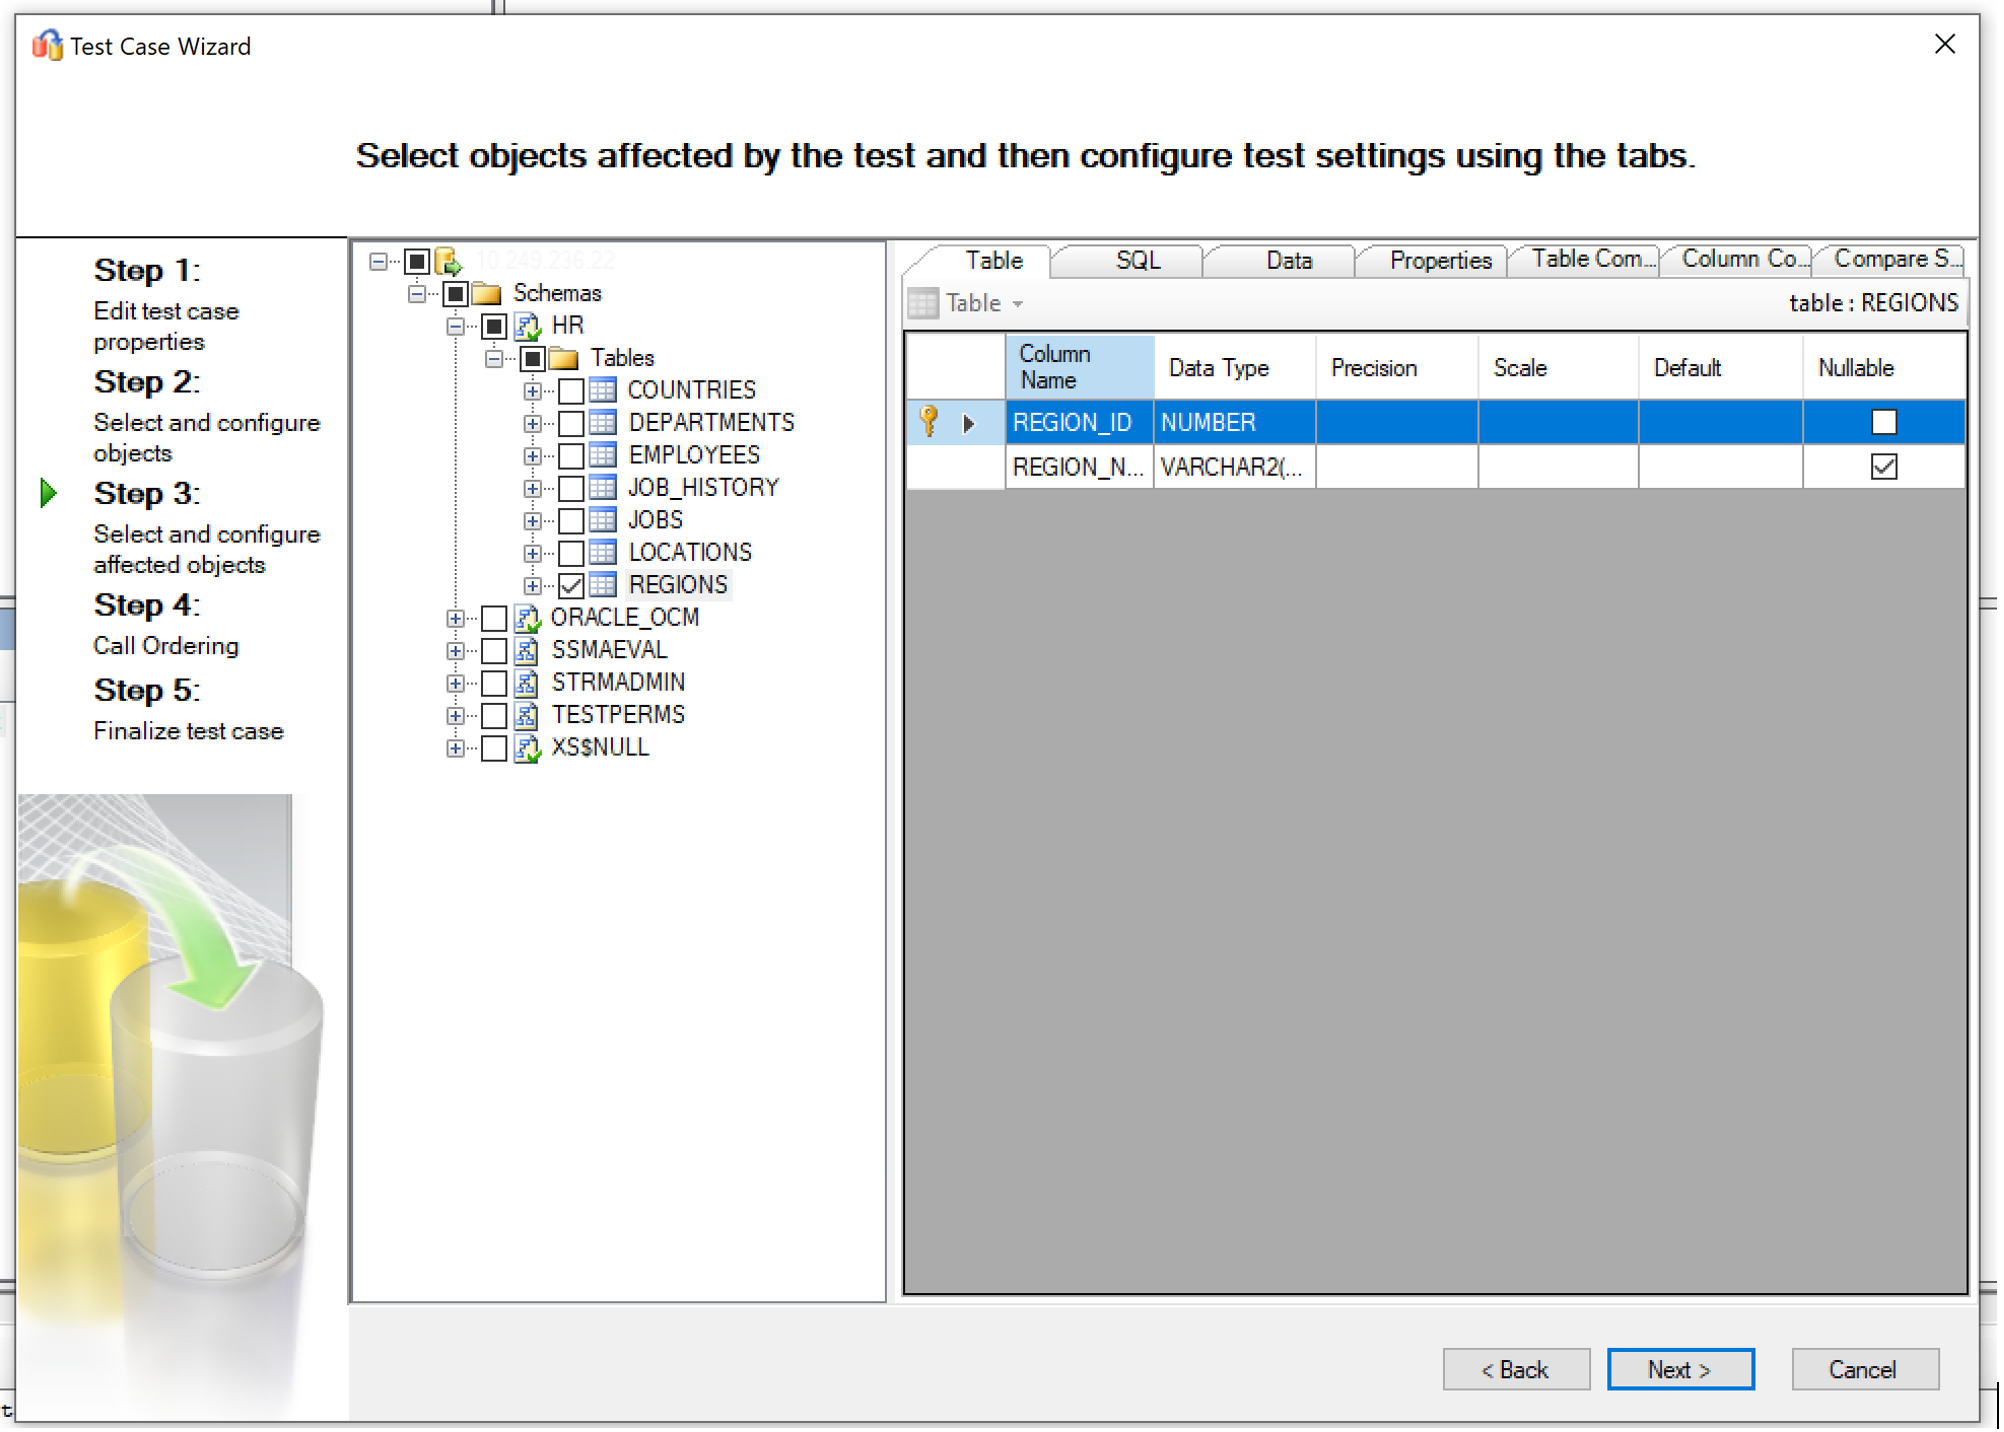 Test Case Wizard
Select objects affected by the test and then configure test settings using the tabs.
Step 1:
Edit test case
properties
Step 2:
Select and configure
objects
Step 3:
Select and configure
affected objects
Step 4:
Call Ordering
Step 5:
Finalize test case
10.249.236.22
Schemas
HR
Tables
COUNTRIES
DEPARTMENTS
EMPLOYEES
JOB_HISTORY
JOBS
LOCATIONS
REGIONS
ORACLE_OCM
SSMAEVAL
STRMADMIN
TESTPERMS
XS$NULL
Table SQL Data Properties Table Com... Column Co... Compare S...
Table table : REGIONS
Column Name Data Type Precision Scale Default Nullable
REGION_ID NUMBER
REGION_N... VARCHAR2(...
< Back Next > Cancel